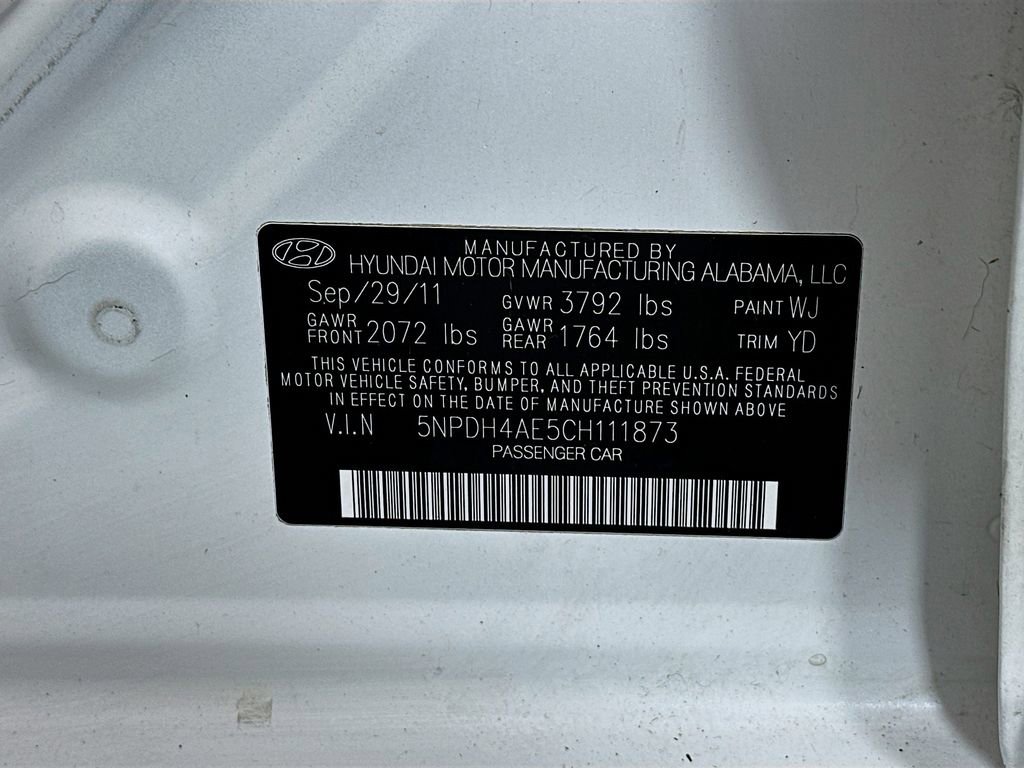 MANUFACTURED BY
HYUNDAI MOTOR MANUFACTURING ALABAMA, LLC
Sep/29/11 GVWR 3792 lbs PAINT WJ
GAWR FRONT 2072 lbs GAWR REAR 1764 lbs TRIM YD
THIS VEHICLE CONFORMS TO ALL APPLICABLE U.S.A. FEDERAL
MOTOR VEHICLE SAFETY, BUMPER, AND THEFT PREVENTION STANDARDS
IN EFFECT ON THE DATE OF MANUFACTURE SHOWN ABOVE
V.I.N 5NPDH4AE5CH111873
PASSENGER CAR